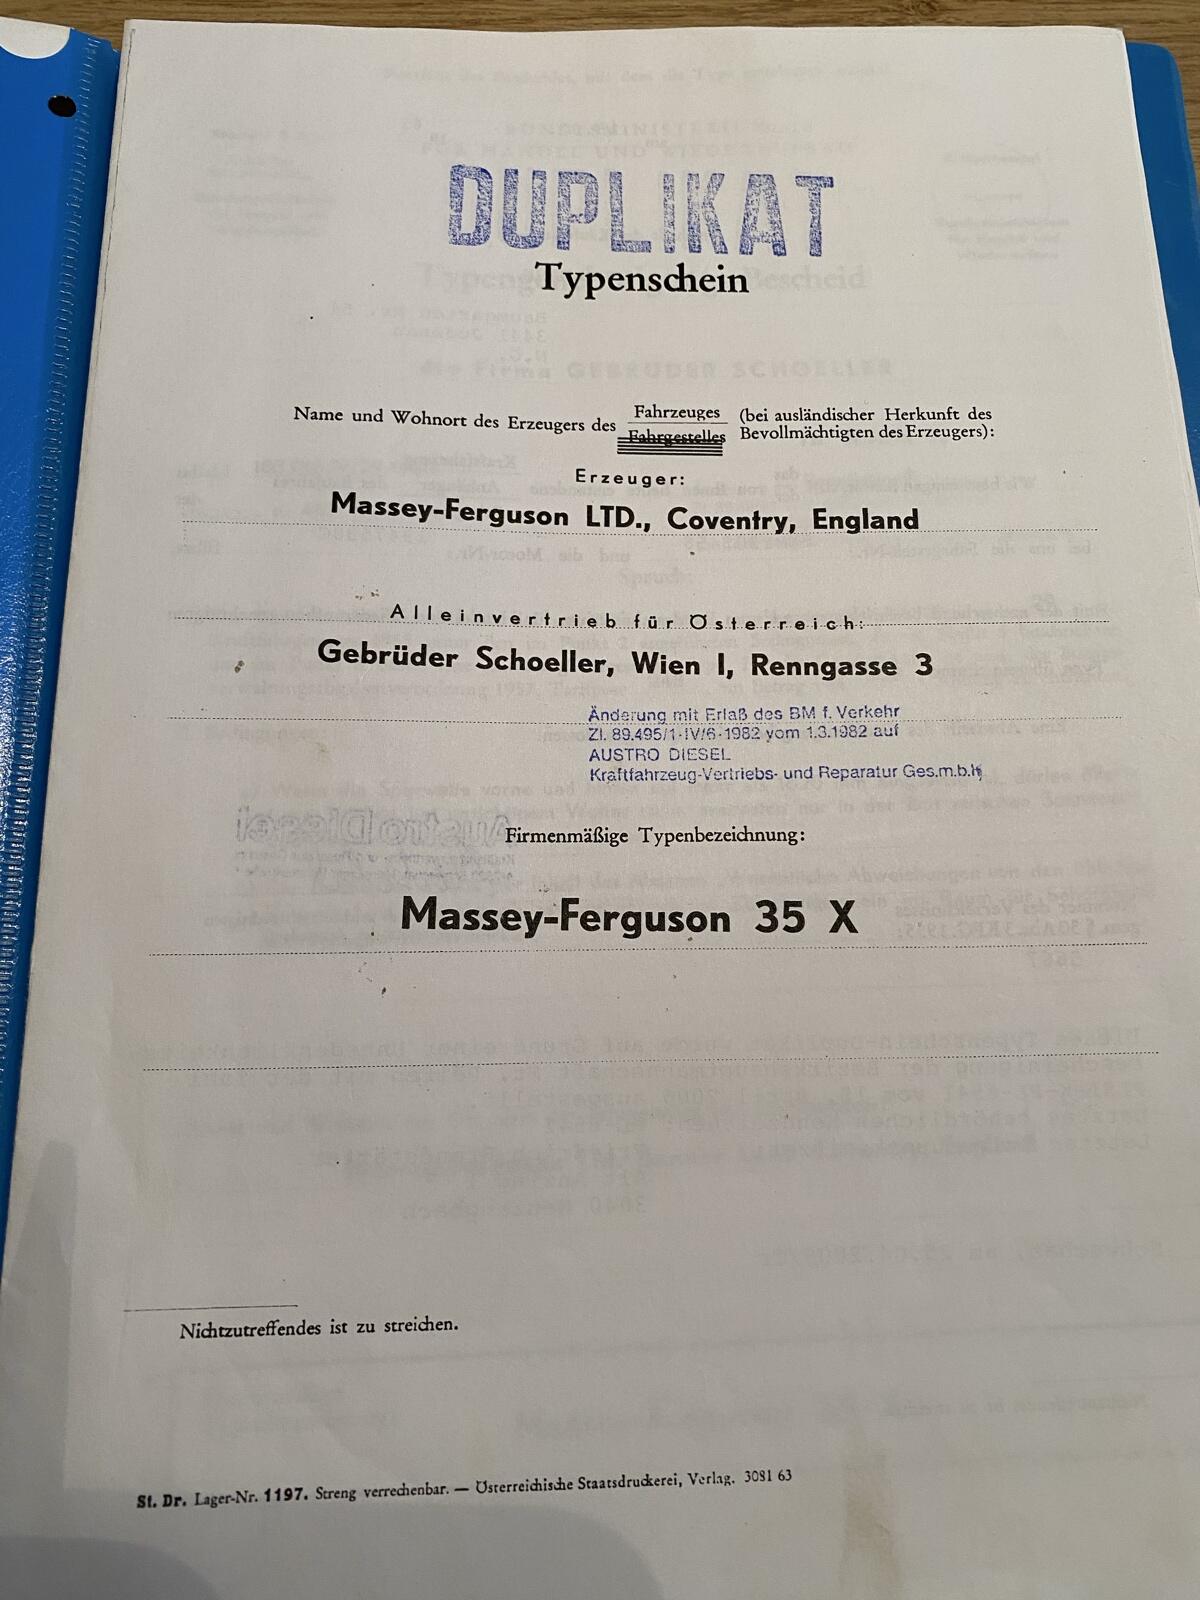 DUPLIKAT
Typenschein
Name und Wohnort des Erzeugers des Fahrzeuges (bei ausländischer Herkunft des
Fahrgestelles Bevollmächtigten des Erzeugers):
Erzeuger:
Massey-Ferguson LTD., Coventry, England
Alleinvertrieb für Österreich:
Gebrüder Schoeller, Wien I, Renngasse 3
Änderung mit Erlaß des BM f. Verkehr
Zl. 89.495/1-IV/6-1982 vom 1.3.1982 auf
AUSTRO DIESEL
Kraftfahrzeug-Vertriebs- und Reparatur Ges.m.b.H
Firmenmäßige Typenbezeichnung:
Massey-Ferguson 35 X
Nichtzutreffendes ist zu streichen.
St. Dr. Lager-Nr. 1197. Streng verrechenbar. — Österreichische Staatsdruckerei, Verlag. 3081 63